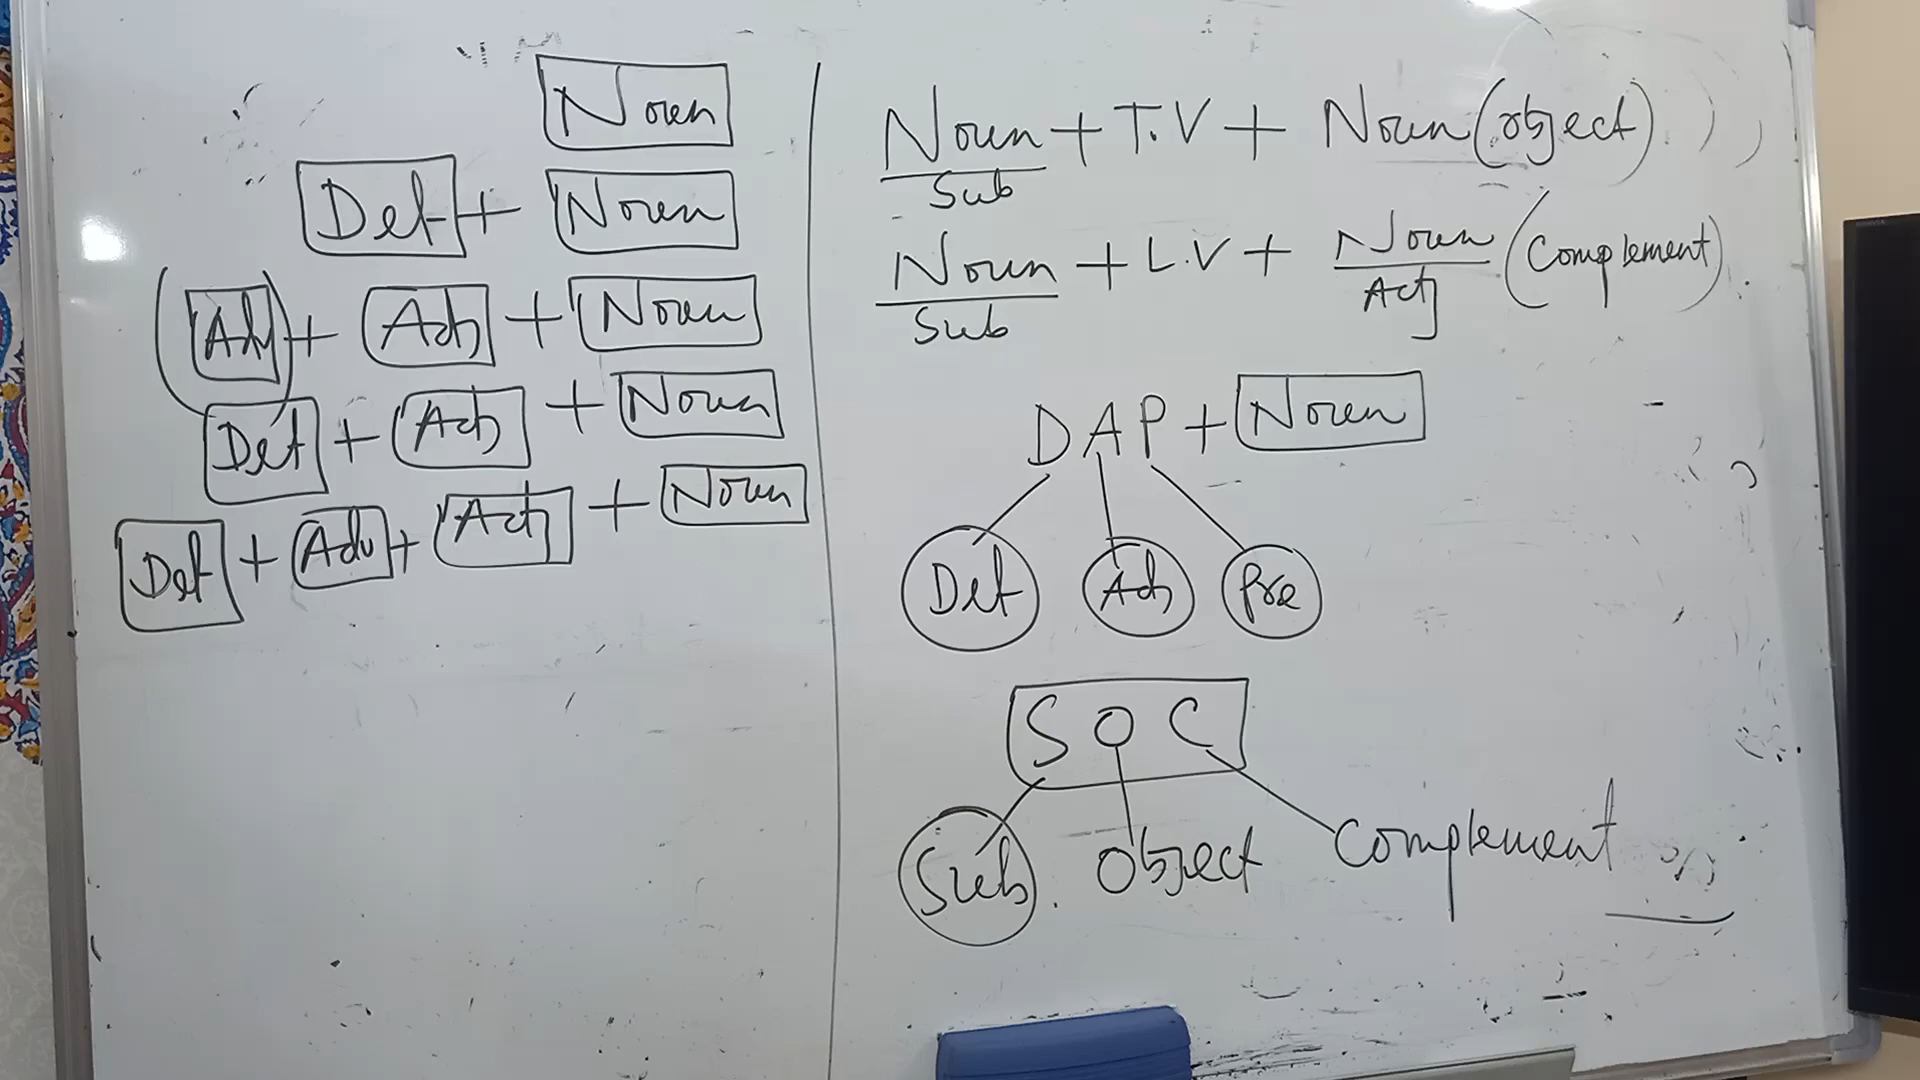 Noun
Det + Noun
(Adv) + Adj + Noun
Det + Adj + Noun
Det + Adv + Adj + Noun
Noun + T.V + Noun (object)
Sub
Noun + L.V + Noun (Complement)
Sub Adj
DAP + Noun
Det Adj Pre
S O C
Sub. Object Complement